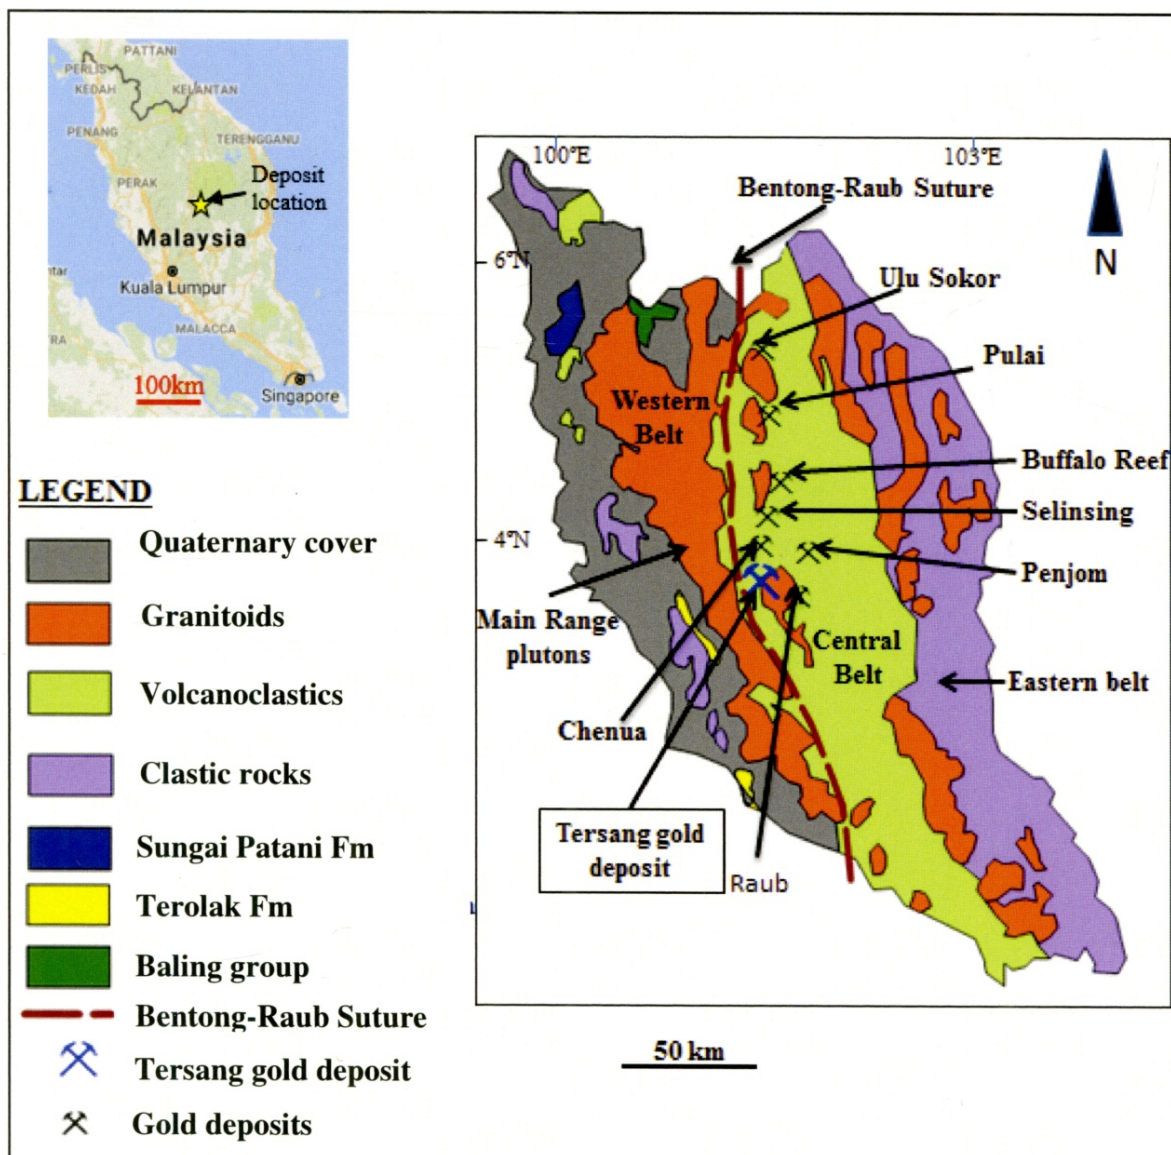 PATTANI
PERLIS
KEDAH
KELANTAN
PENANG
TERENGGANU
PERAK
Deposit
location
Malaysia
Kuala Lumpur
MALACCA
100km
Singapore
100°E
103°E
Bentong-Raub Suture
N
6°N
Ulu Sokor
Pulai
Western
Belt
Buffalo Reef
Selinsing
4°N
Penjom
Main Range
plutons
Central
Belt
Eastern belt
Chenua
Tersang gold
deposit
Raub
50 km
LEGEND
Quaternary cover
Granitoids
Volcanoclastics
Clastic rocks
Sungai Patani Fm
Terolak Fm
Baling group
Bentong-Raub Suture
Tersang gold deposit
Gold deposits